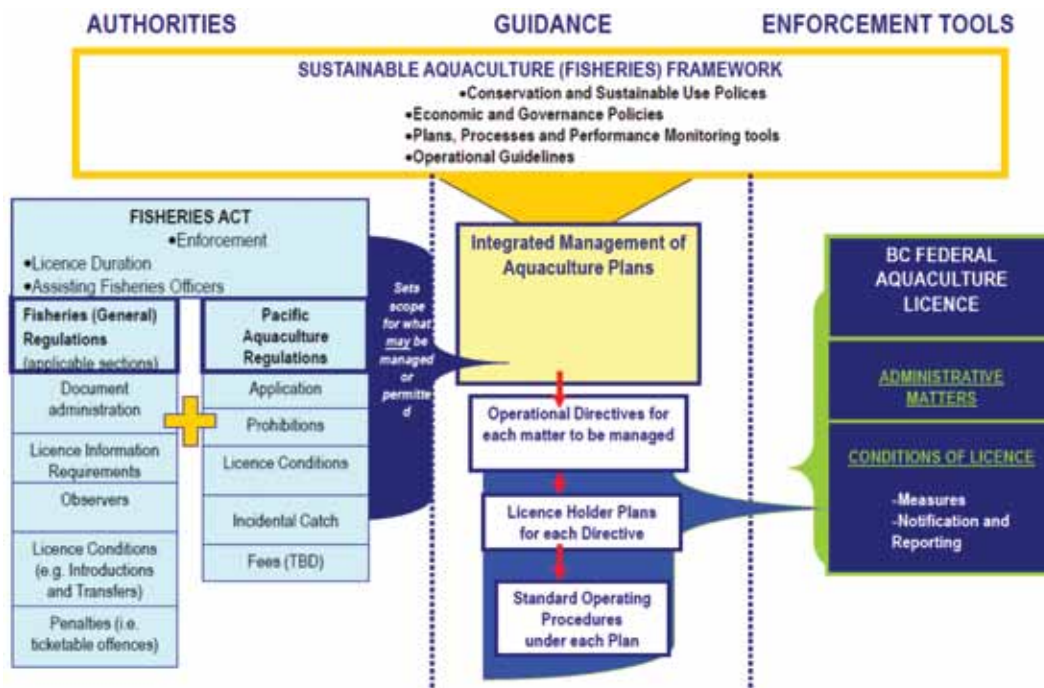 AUTHORITIES
GUIDANCE
ENFORCEMENT TOOLS
SUSTAINABLE AQUACULTURE (FISHERIES) FRAMEWORK
•Conservation and Sustainable Use Polices
•Economic and Governance Policies
•Plans, Processes and Performance Monitoring tools
•Operational Guidelines
FISHERIES ACT
•Enforcement
•Licence Duration
•Assisting Fisheries Officers
Fisheries (General)
Regulations
(applicable sections)
Document
administration
Licence Information
Requirements
Observers
Licence Conditions
(e.g. Introductions
and Transfers)
Penalties (i.e.
ticketable offences)
Pacific
Aquaculture
Regulations
Application
Prohibitions
Licence Conditions
Incidental Catch
Fees (TBD)
Sets
scope
for what
may be
managed
or
permitte
d
Integrated Management of
Aquaculture Plans
Operational Directives for
each matter to be managed
Licence Holder Plans
for each Directive
Standard Operating
Procedures
under each Plan
BC FEDERAL
AQUACULTURE
LICENCE
ADMINISTRATIVE
MATTERS
CONDITIONS OF LICENCE
-Measures
-Notification and
Reporting